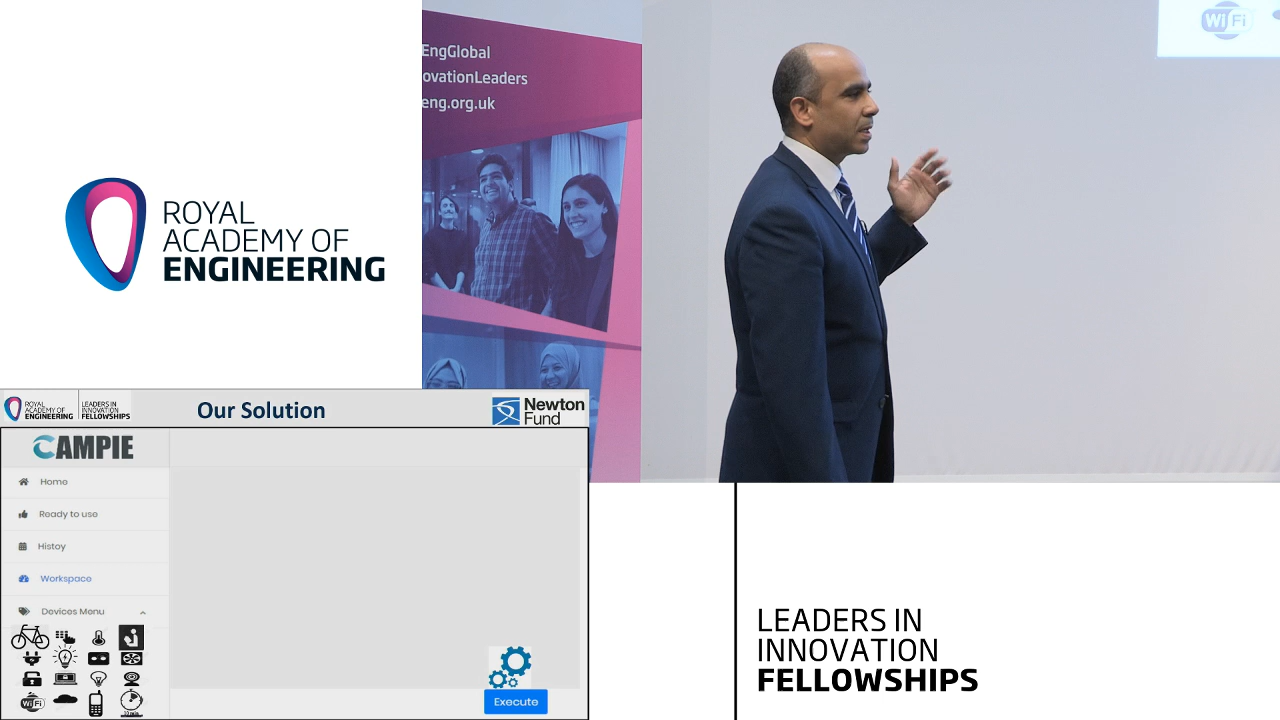 ROYAL
ACADEMY OF
ENGINEERING
EngGlobal
ovationLeaders
eng.org.uk
WiFi
ROYAL
ACADEMY OF
ENGINEERING
LEADERS IN
INNOVATION
FELLOWSHIPS
Our Solution
Newton
Fund
CAMPIE
Home
Ready to use
Histoy
Workspace
Devices Menu
WiFi
Execute
LEADERS IN
INNOVATION
FELLOWSHIPS